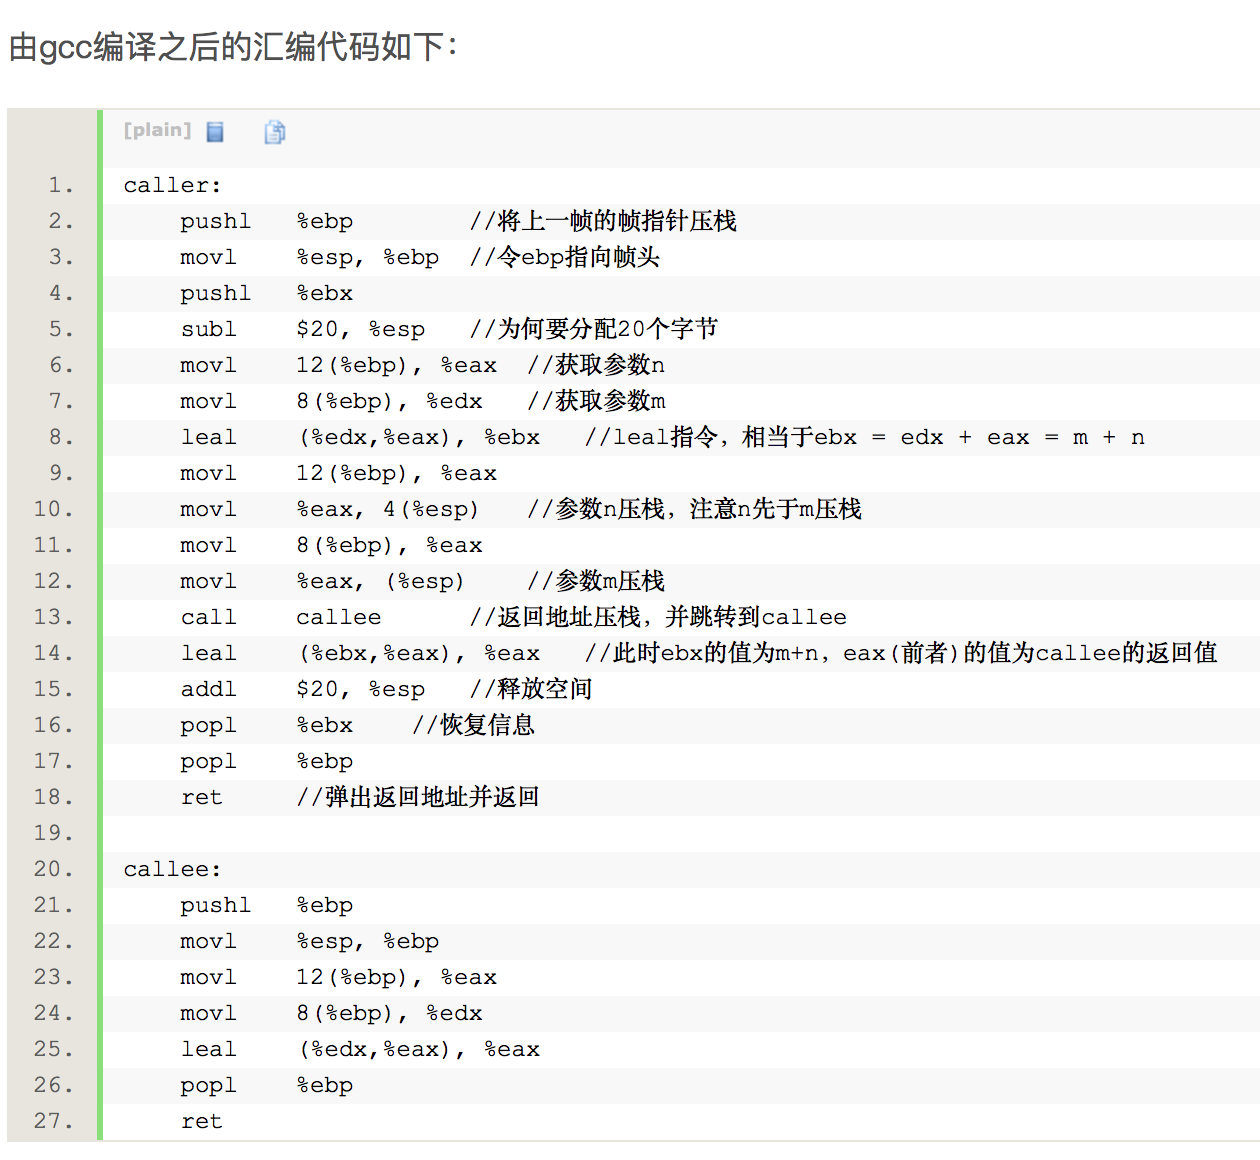 由gcc编译之后的汇编代码如下：
[plain]
1. caller:
2. pushl %ebp //将上一帧的帧指针压栈
3. movl %esp, %ebp //令ebp指向帧头
4. pushl %ebx
5. subl $20, %esp //为何要分配20个字节
6. movl 12(%ebp), %eax //获取参数n
7. movl 8(%ebp), %edx //获取参数m
8. leal (%edx,%eax), %ebx //leal指令，相当于ebx = edx + eax = m + n
9. movl 12(%ebp), %eax
10. movl %eax, 4(%esp) //参数n压栈，注意n先于m压栈
11. movl 8(%ebp), %eax
12. movl %eax, (%esp) //参数m压栈
13. call callee //返回地址压栈，并跳转到callee
14. leal (%ebx,%eax), %eax //此时ebx的值为m+n，eax(前者)的值为callee的返回值
15. addl $20, %esp //释放空间
16. popl %ebx //恢复信息
17. popl %ebp
18. ret //弹出返回地址并返回
19.
20. callee:
21. pushl %ebp
22. movl %esp, %ebp
23. movl 12(%ebp), %eax
24. movl 8(%ebp), %edx
25. leal (%edx,%eax), %eax
26. popl %ebp
27. ret